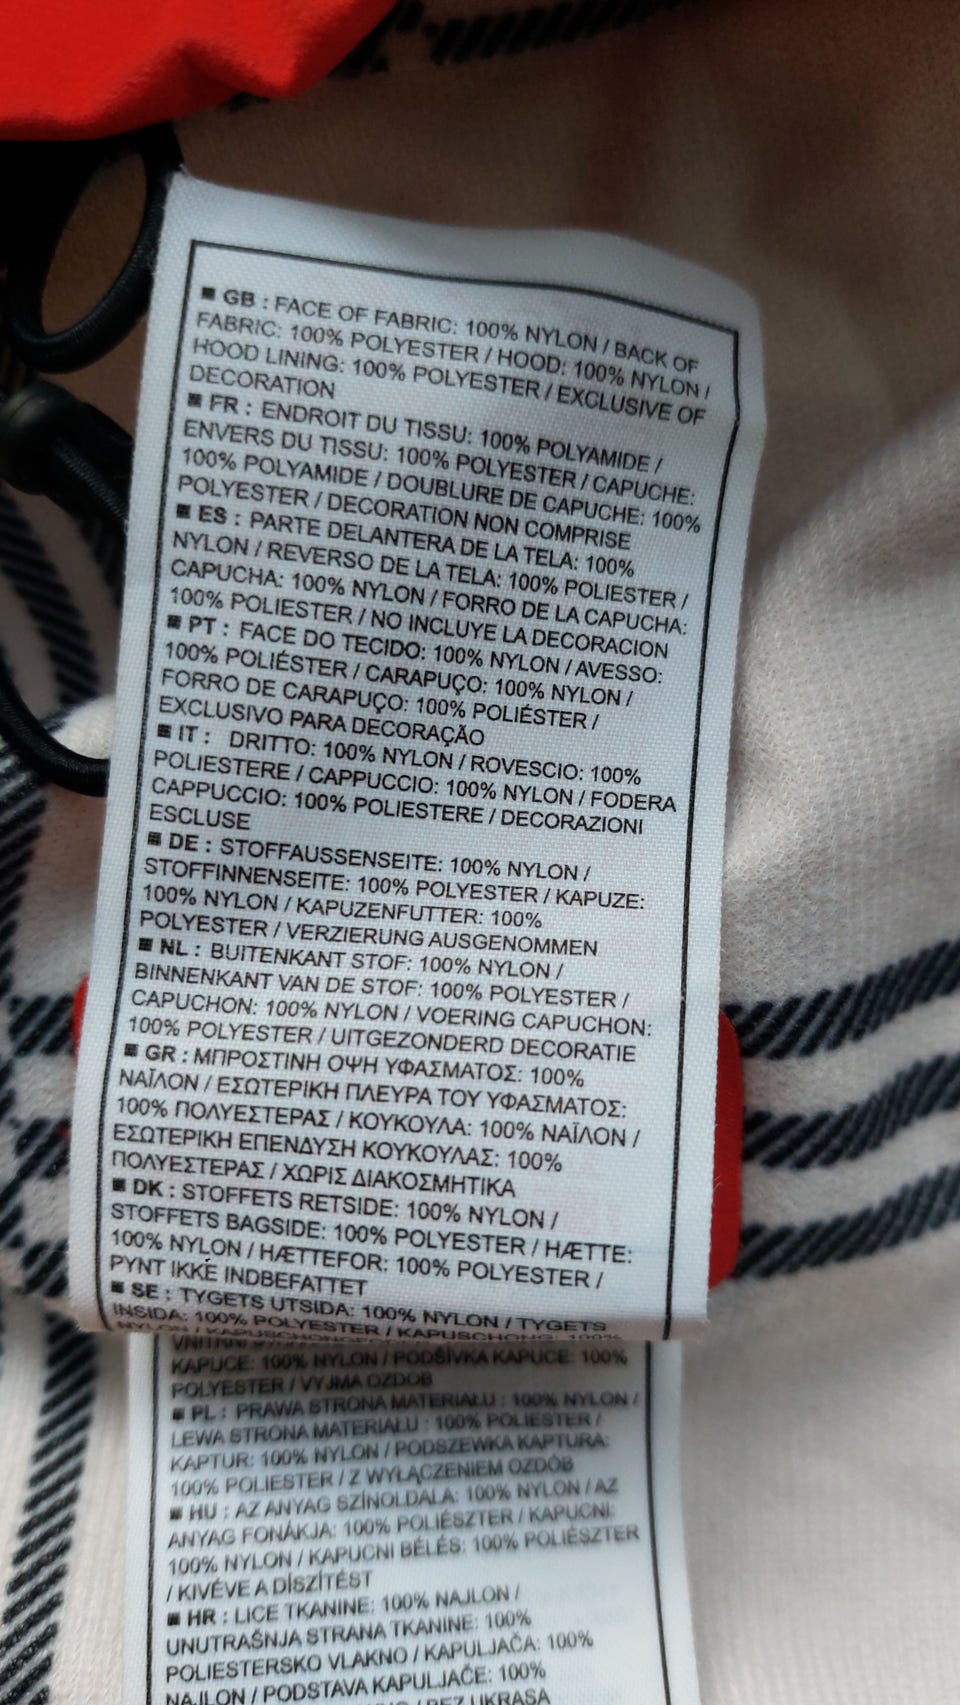 ■ GB : FACE OF FABRIC: 100% NYLON / BACK OF
FABRIC: 100% POLYESTER / HOOD: 100% NYLON /
HOOD LINING: 100% POLYESTER / EXCLUSIVE OF
DECORATION
■ FR : ENDROIT DU TISSU: 100% POLYAMIDE /
ENVERS DU TISSU: 100% POLYESTER / CAPUCHE:
100% POLYAMIDE / DOUBLURE DE CAPUCHE: 100%
POLYESTER / DECORATION NON COMPRISE
■ ES : PARTE DELANTERA DE LA TELA: 100%
NYLON / REVERSO DE LA TELA: 100% POLIESTER /
CAPUCHA: 100% NYLON / FORRO DE LA CAPUCHA:
100% POLIESTER / NO INCLUYE LA DECORACION
■ PT : FACE DO TECIDO: 100% NYLON / AVESSO:
100% POLIÉSTER / CARAPUÇO: 100% NYLON /
FORRO DE CARAPUÇO: 100% POLIÉSTER /
EXCLUSIVO PARA DECORAÇÃO
■ IT : DRITTO: 100% NYLON / ROVESCIO: 100%
POLIESTERE / CAPPUCCIO: 100% NYLON / FODERA
CAPPUCCIO: 100% POLIESTERE / DECORAZIONI
ESCLUSE
■ DE : STOFFAUSSENSEITE: 100% NYLON /
STOFFINNENSEITE: 100% POLYESTER / KAPUZE:
100% NYLON / KAPUZENFUTTER: 100%
POLYESTER / VERZIERUNG AUSGENOMMEN
■ NL : BUITENKANT STOF: 100% NYLON /
BINNENKANT VAN DE STOF: 100% POLYESTER /
CAPUCHON: 100% NYLON / VOERING CAPUCHON:
100% POLYESTER / UITGEZONDERD DECORATIE
■ GR : ΜΠΡΟΣΤΙΝΗ ΟΨΗ ΥΦΑΣΜΑΤΟΣ: 100%
ΝΑΪΛΟΝ / ΕΣΩΤΕΡΙΚΗ ΠΛΕΥΡΑ ΤΟΥ ΥΦΑΣΜΑΤΟΣ:
100% ΠΟΛΥΕΣΤΕΡΑΣ / ΚΟΥΚΟΥΛΑ: 100% ΝΑΪΛΟΝ /
ΕΣΩΤΕΡΙΚΗ ΕΠΕΝΔΥΣΗ ΚΟΥΚΟΥΛΑΣ: 100%
ΠΟΛΥΕΣΤΕΡΑΣ / ΧΩΡΙΣ ΔΙΑΚΟΣΜΗΤΙΚΑ
■ DK : STOFFETS RETSIDE: 100% NYLON /
STOFFETS BAGSIDE: 100% POLYESTER / HÆTTE:
100% NYLON / HÆTTEFOR: 100% POLYESTER /
PYNT IKKE INDBEFATTET
■ SE : TYGETS UTSIDA: 100% NYLON / TYGETS
INSIDA: 100% POLYESTER / KAPUSCHONG: 100%
KAPUCE: 100% NYLON / PODŠÍVKA KAPUCE: 100%
POLYESTER / VYJMA OZDOB
■ PL : PRAWA STRONA MATERIAŁU : 100% NYLON /
LEWA STRONA MATERIAŁU : 100% POLIESTER /
KAPTUR: 100% NYLON / PODSZEWKA KAPTURA:
100% POLIESTER / Z WYŁĄCZENIEM OZDÓB
■ HU : AZ ANYAG SZÍNOLDALA: 100% NYLON / AZ
ANYAG FONÁKJA: 100% POLIÉSZTER / KAPUCNI:
100% NYLON / KAPUCNI BÉLÉS: 100% POLIÉSZTER
/ KIVÉVE A DÍSZÍTÉST
■ HR : LICE TKANINE: 100% NAJLON /
UNUTRAŠNJA STRANA TKANINE: 100%
POLIESTERSKO VLAKNO / KAPULJAČA: 100%
NAJLON / PODSTAVA KAPULJAČE: 100%
/ BEZ UKRASA